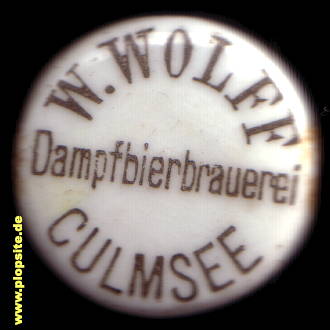 W. WOLFF
Dampfbierbrauerei
CULMSEE
www.plopsite.de